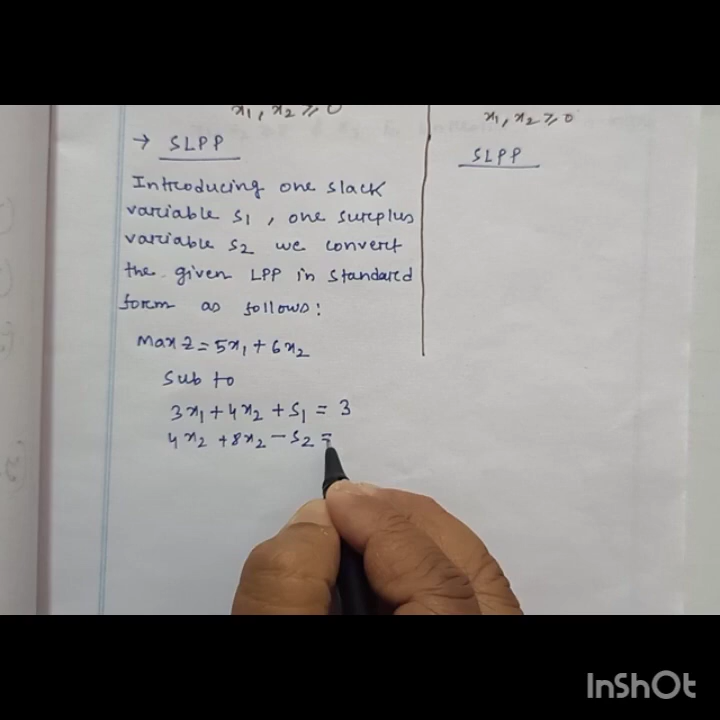 x₁, x₂ ≥ 0
→ SLPP
Introducing one slack
variable s₁, one surplus
variable s₂ we convert
the given LPP in standard
form as follows:
Max Z = 5x₁ + 6x₂
Sub to
3x₁ + 4x₂ + s₁ = 3
4x₂ + 8x₂ - s₂ =
x₁, x₂ ≥ 0
SLPP
InShOt